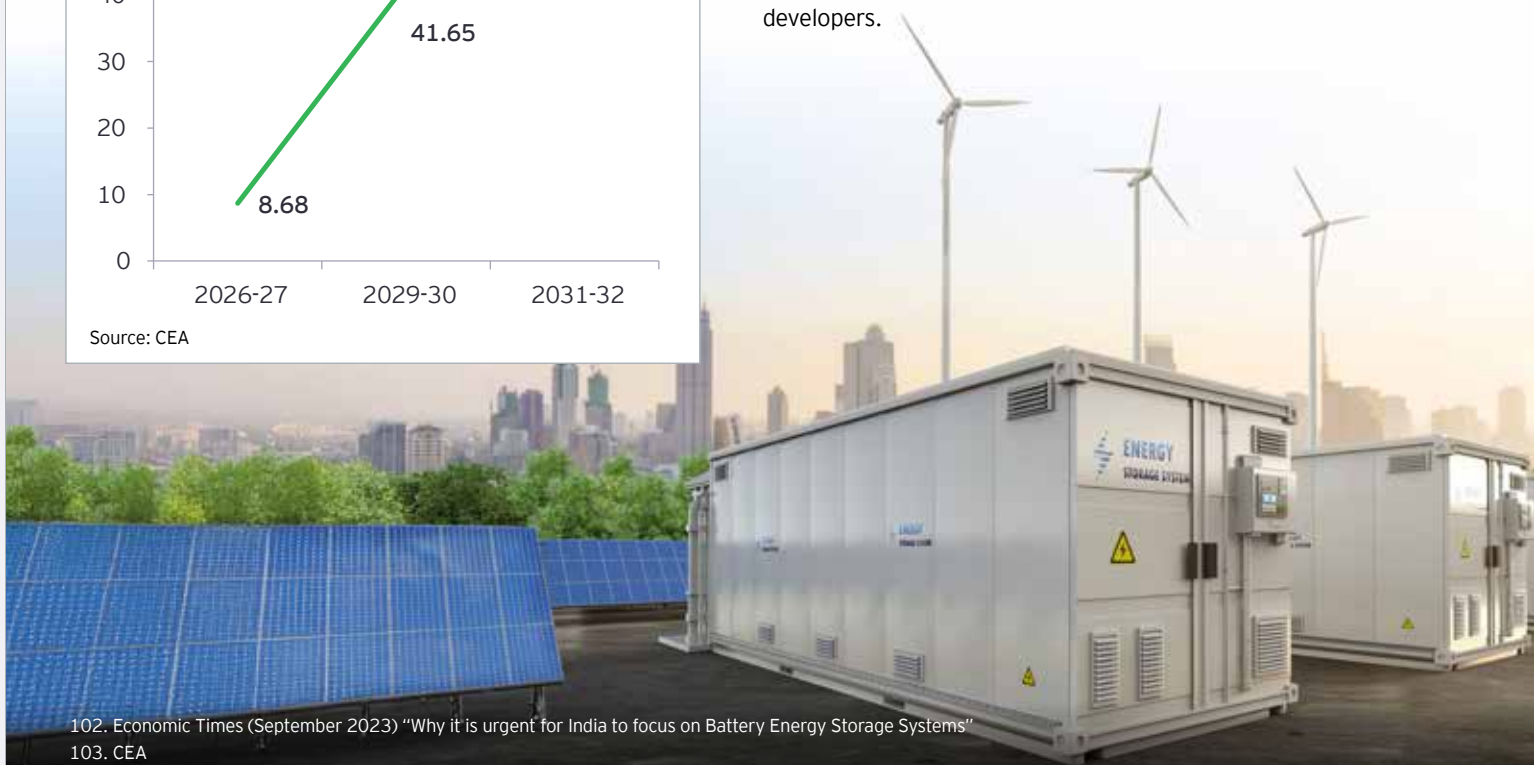 developers.
41.65
30
20
10
8.68
0
2026-27 2029-30 2031-32
Source: CEA
ENERGY
STORAGE SYSTEM
102. Economic Times (September 2023) “Why it is urgent for India to focus on Battery Energy Storage Systems”
103. CEA